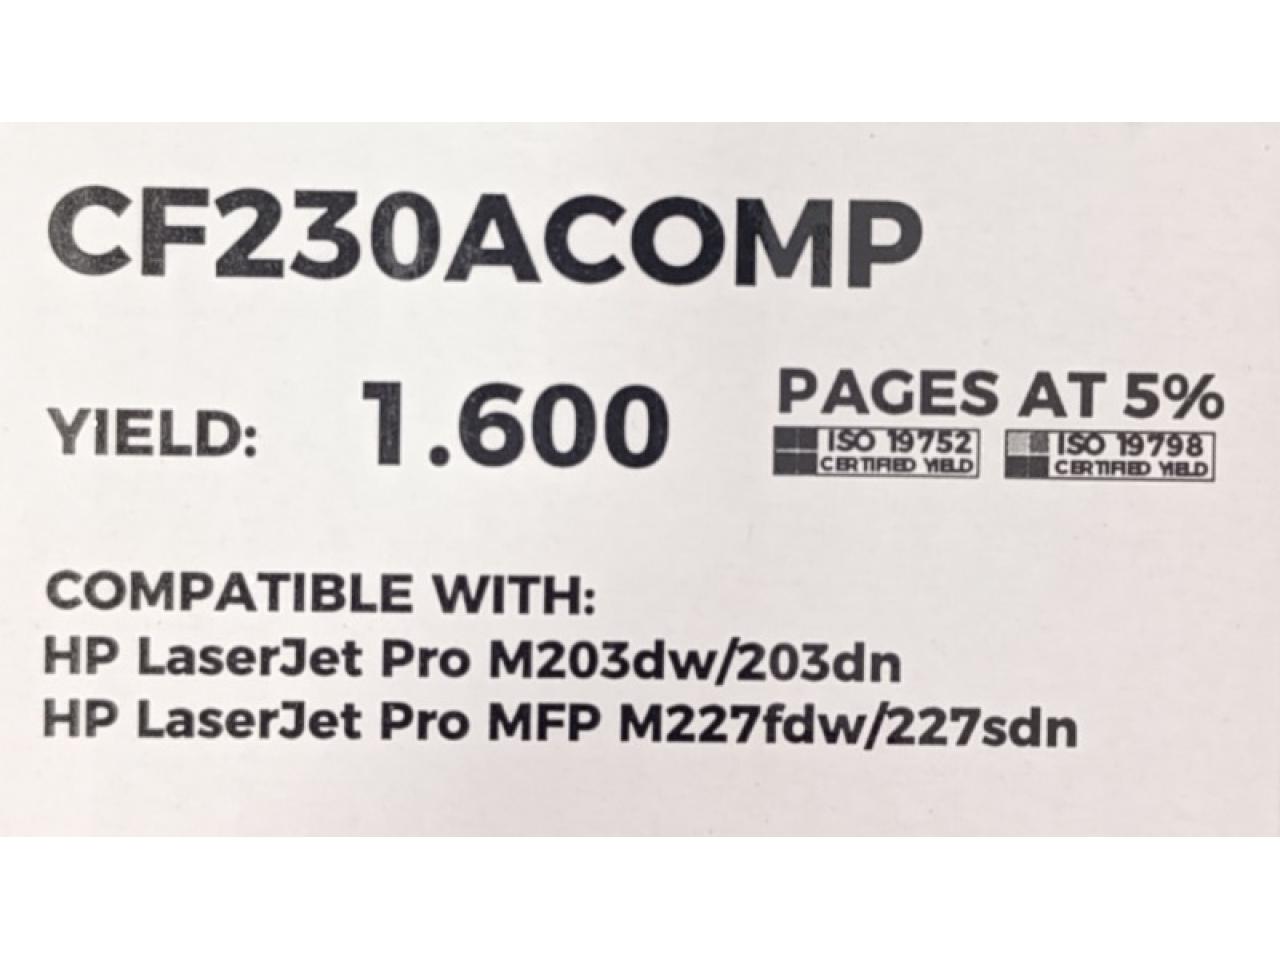 CF230ACOMP
YIELD: 1.600 PAGES AT 5%
ISO 19752 ISO 19798
CERTIFIED YIELD CERTIFIED YIELD
COMPATIBLE WITH:
HP LaserJet Pro M203dw/203dn
HP LaserJet Pro MFP M227fdw/227sdn